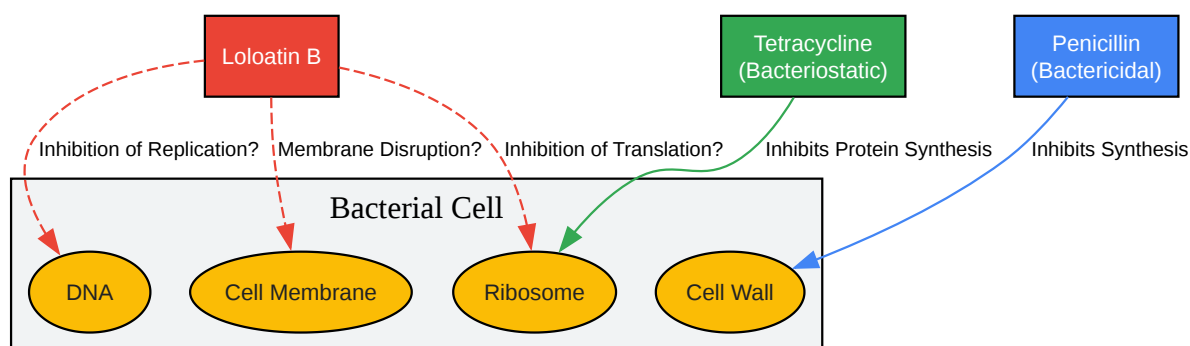 Loloatin B
Tetracycline
(Bacteriostatic)
Penicillin
(Bactericidal)
Inhibition of Replication?
Membrane Disruption?
Inhibition of Translation?
Inhibits Protein Synthesis
Inhibits Synthesis
Bacterial Cell
DNA
Cell Membrane
Ribosome
Cell Wall